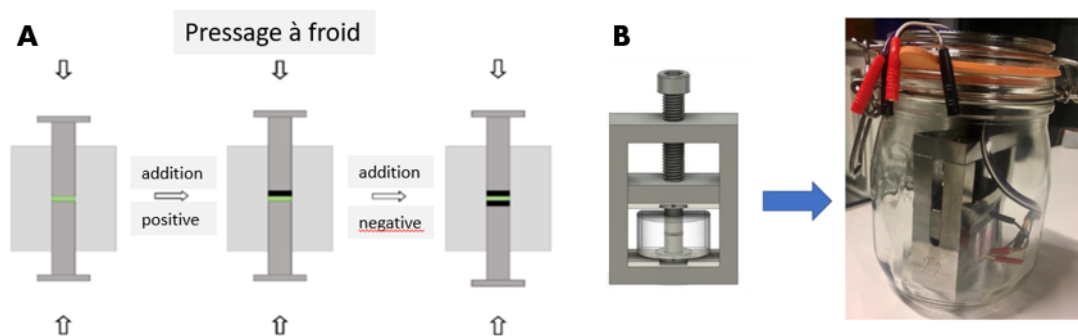 A
Pressage à froid
addition
positive
addition
negative
B